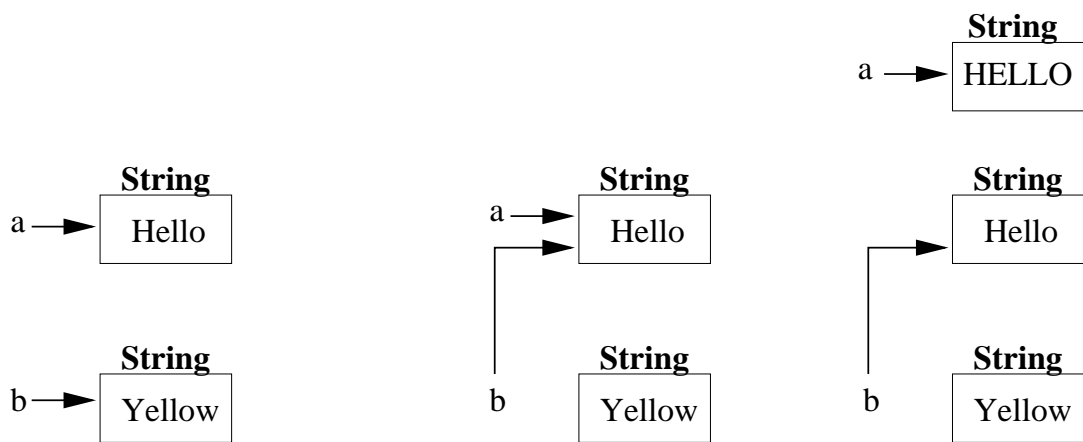 String
a HELLO
String String String
a Hello a Hello Hello
String String String
b Yellow b Yellow b Yellow